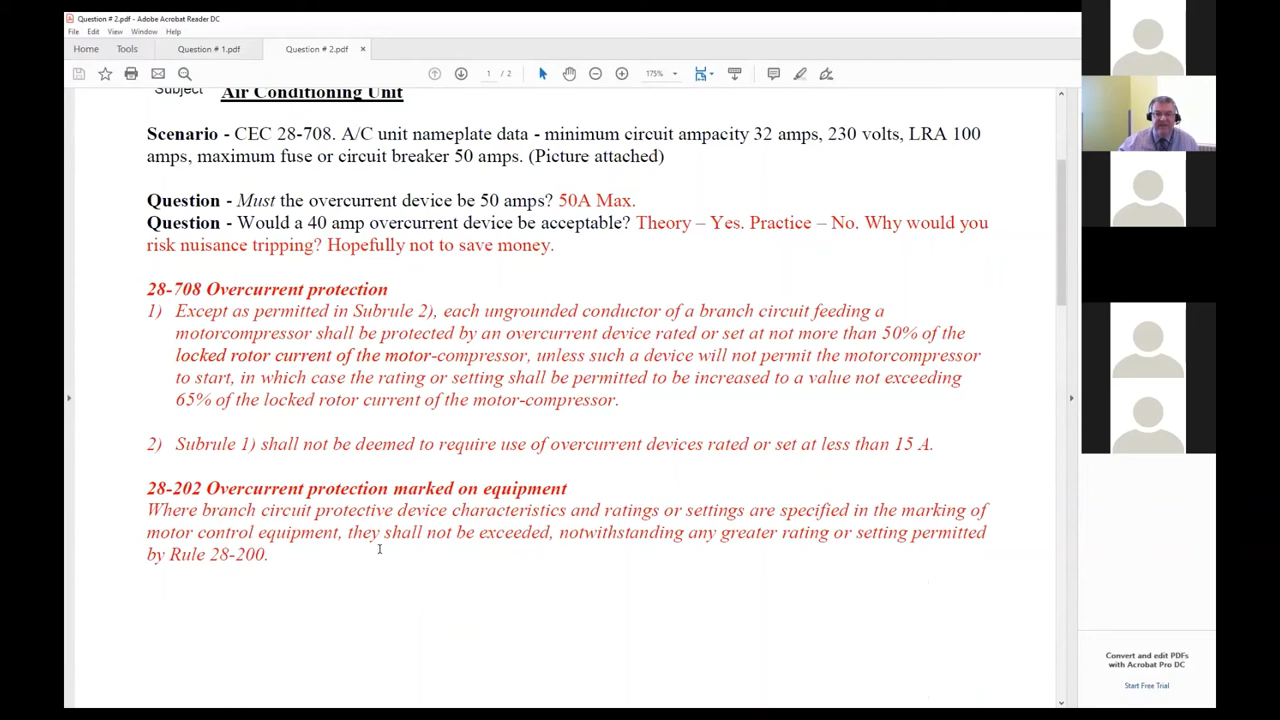 Question # 2.pdf - Adobe Acrobat Reader DC
File Edit View Window Help
Home Tools Question # 1.pdf Question # 2.pdf ×
1 / 2 175%
Subject Air Conditioning Unit
Scenario - CEC 28-708. A/C unit nameplate data - minimum circuit ampacity 32 amps, 230 volts, LRA 100
amps, maximum fuse or circuit breaker 50 amps. (Picture attached)
Question - Must the overcurrent device be 50 amps? 50A Max.
Question - Would a 40 amp overcurrent device be acceptable? Theory – Yes. Practice – No. Why would you
risk nuisance tripping? Hopefully not to save money.
28-708 Overcurrent protection
1) Except as permitted in Subrule 2), each ungrounded conductor of a branch circuit feeding a
motorcompressor shall be protected by an overcurrent device rated or set at not more than 50% of the
locked rotor current of the motor-compressor, unless such a device will not permit the motorcompressor
to start, in which case the rating or setting shall be permitted to be increased to a value not exceeding
65% of the locked rotor current of the motor-compressor.
2) Subrule 1) shall not be deemed to require use of overcurrent devices rated or set at less than 15 A.
28-202 Overcurrent protection marked on equipment
Where branch circuit protective device characteristics and ratings or settings are specified in the marking of
motor control equipment, they shall not be exceeded, notwithstanding any greater rating or setting permitted
by Rule 28-200.
Convert and edit PDFs
with Acrobat Pro DC
Start Free Trial